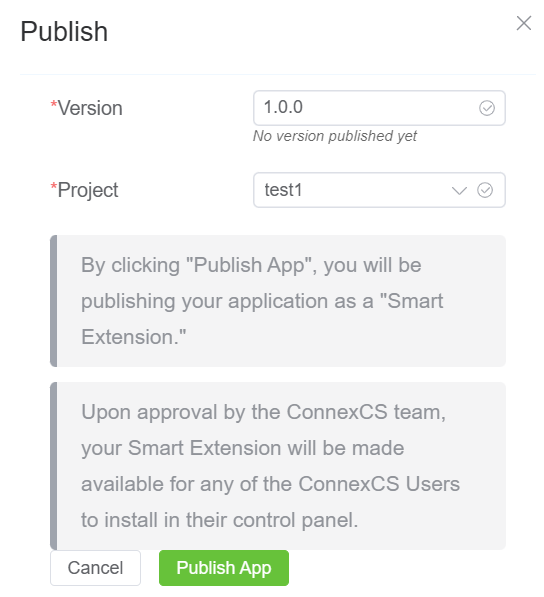 Publish
*Version
1.0.0
No version published yet
*Project
test1
By clicking "Publish App", you will be
publishing your application as a "Smart
Extension."
Upon approval by the ConnexCS team,
your Smart Extension will be made
available for any of the ConnexCS Users
to install in their control panel.
Cancel
Publish App